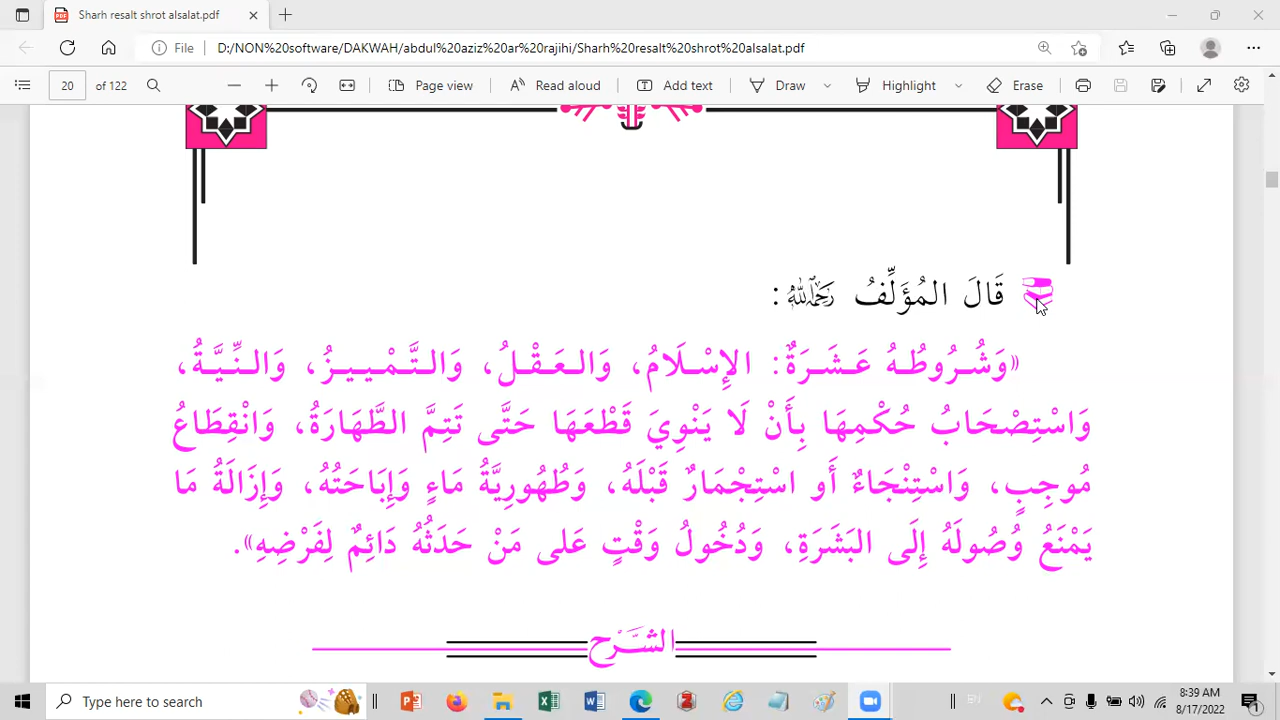 Sharh resalt shrot alsalat.pdf
File D:/NON%20software/DAKWAH/abdul%20aziz%20ar%20rajihi/Sharh%20resalt%20shrot%20alsalat.pdf
20 of 122 Page view Read aloud Add text Draw Highlight Erase
قَالَ المُؤَلِّفُ رَحِمَهُ اللَّهُ:
«وَشُرُوطُهُ عَشَرَةٌ: الإِسْلَامُ، وَالعَقْلُ، وَالتَّمْيِيزُ، وَالنِّيَّةُ،
وَاسْتِصْحَابُ حُكْمِهَا بِأَنْ لَا يَنْوِيَ قَطْعَهَا حَتَّى تَتِمَّ الطَّهَارَةُ، وَانْقِطَاعُ
مُوجِبٍ، وَاسْتِنْجَاءٌ أَو اسْتِجْمَارٌ قَبْلَهُ، وَطُهُورِيَّةُ مَاءٍ وَإِبَاحَتُهُ، وَإِزَالَةُ مَا
يَمْنَعُ وُصُولَهُ إِلَى البَشَرَةِ، وَدُخُولُ وَقْتٍ عَلى مَنْ حَدَثُهُ دَائِمٌ لِفَرْضِهِ».
الشَّرْح
Type here to search
8:39 AM
8/17/2022